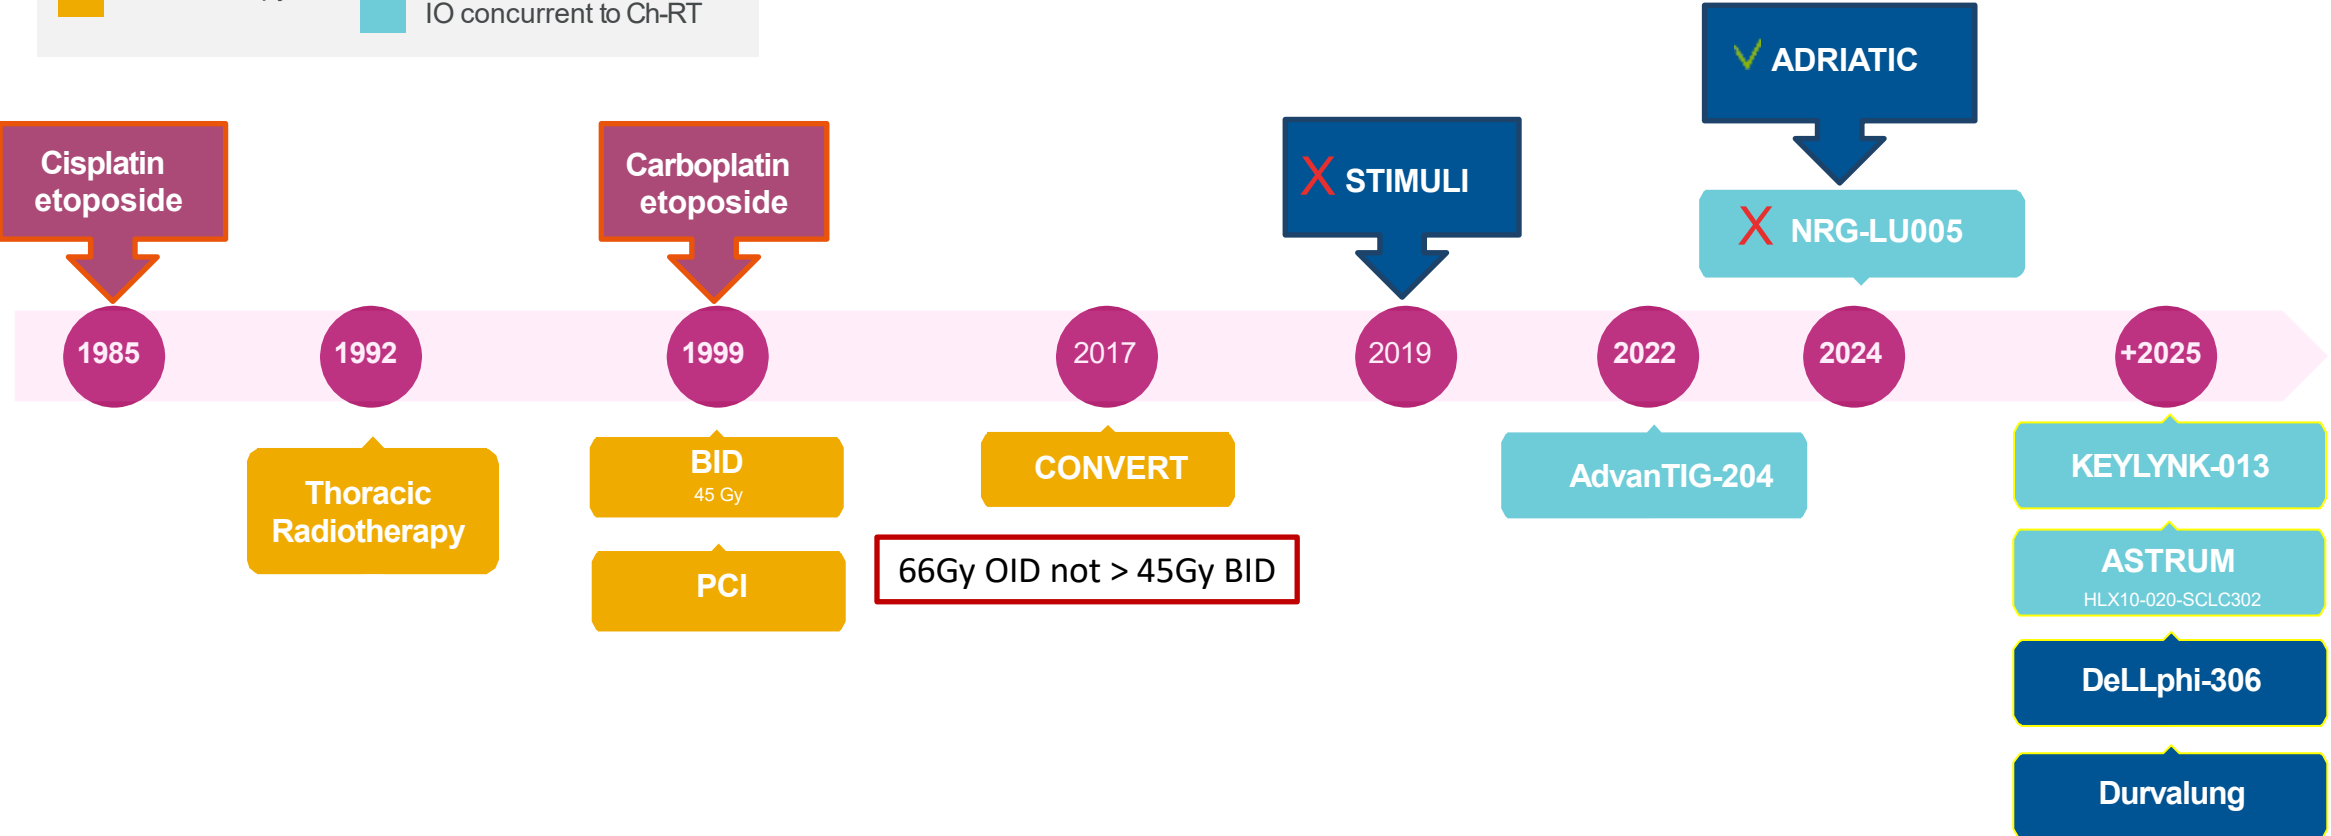 IO concurrent to Ch-RT
V ADRIATIC
Cisplatin
etoposide
Carboplatin
etoposide
X STIMULI
X NRG-LU005
1985
1992
1999
2017
2019
2022
2024
+2025
Thoracic
Radiotherapy
BID
45 Gy
PCI
CONVERT
66Gy OID not > 45Gy BID
AdvanTIG-204
KEYLYNK-013
ASTRUM
HLX10-020-SCLC302
DeLLphi-306
Durvalung